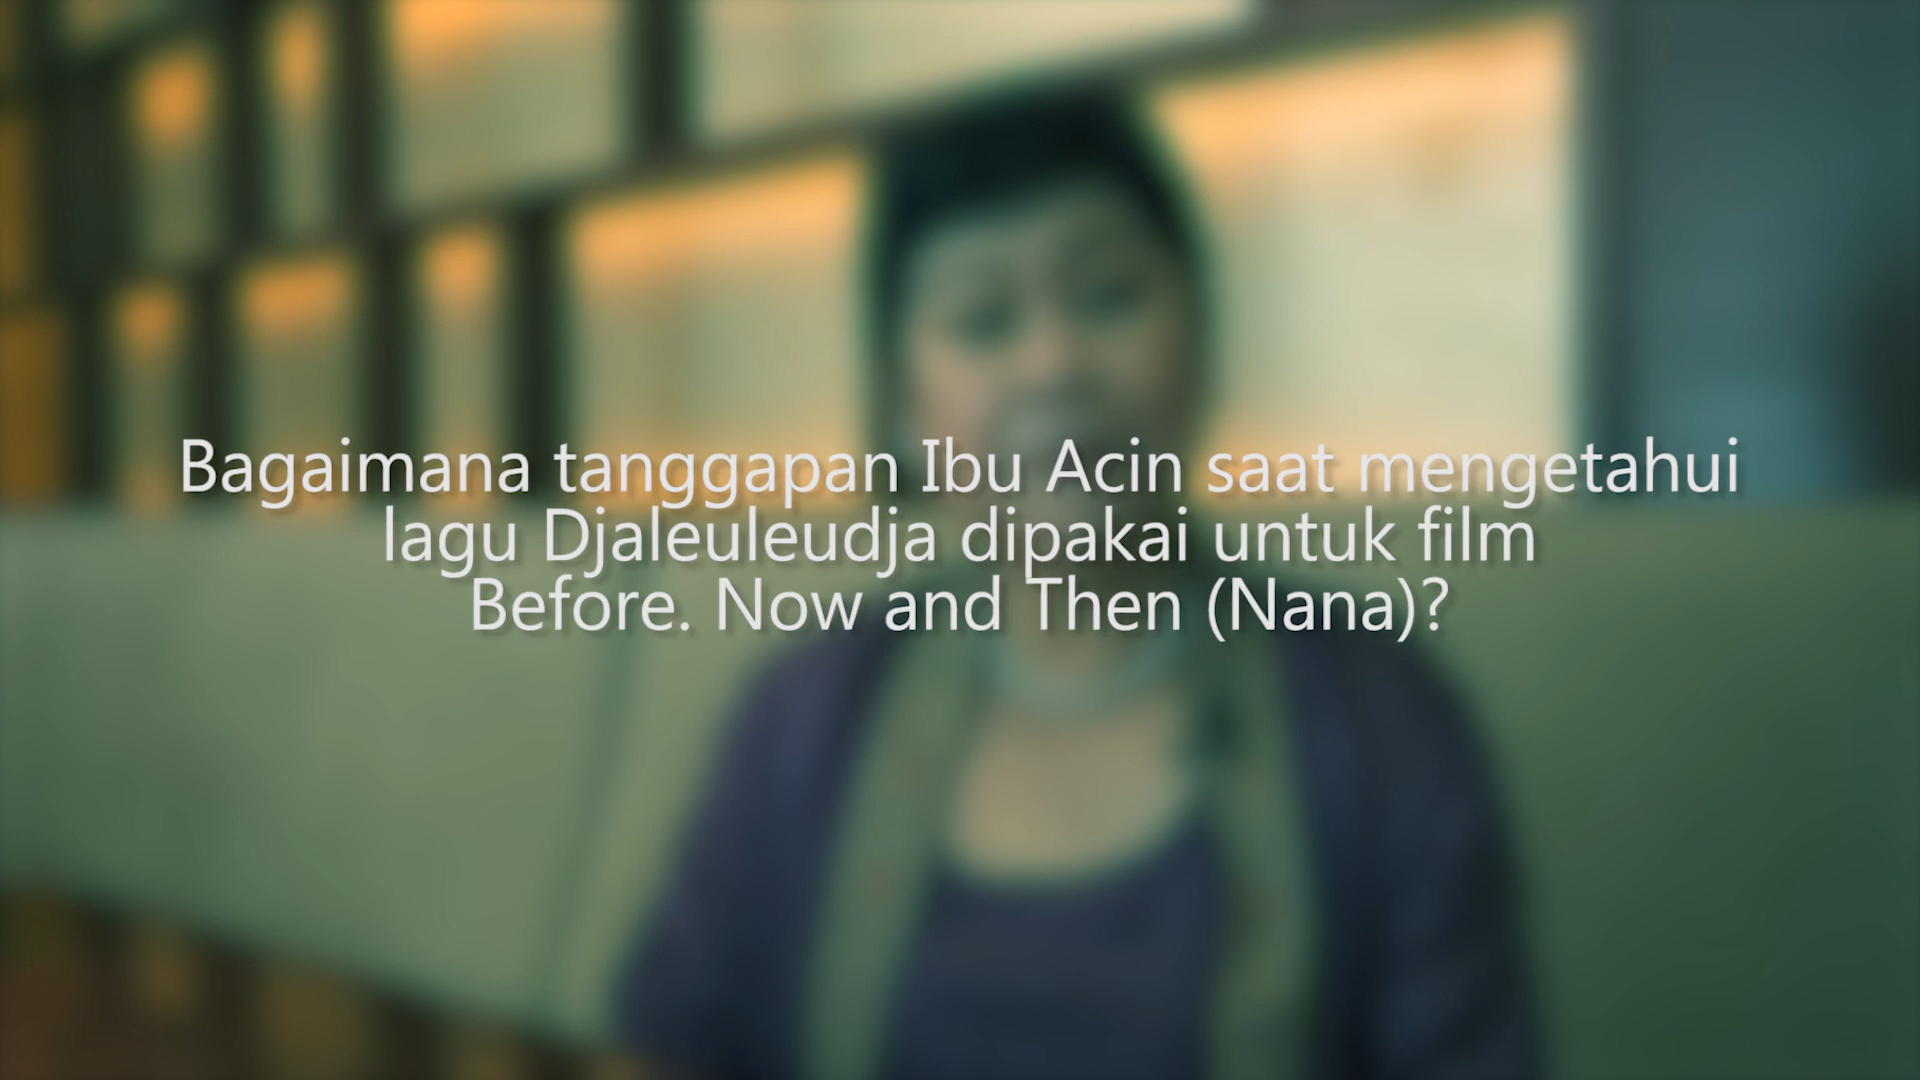 Bagaimana tanggapan Ibu Acin saat mengetahui
lagu Djaleuleudja dipakai untuk film
Before. Now and Then (Nana)?